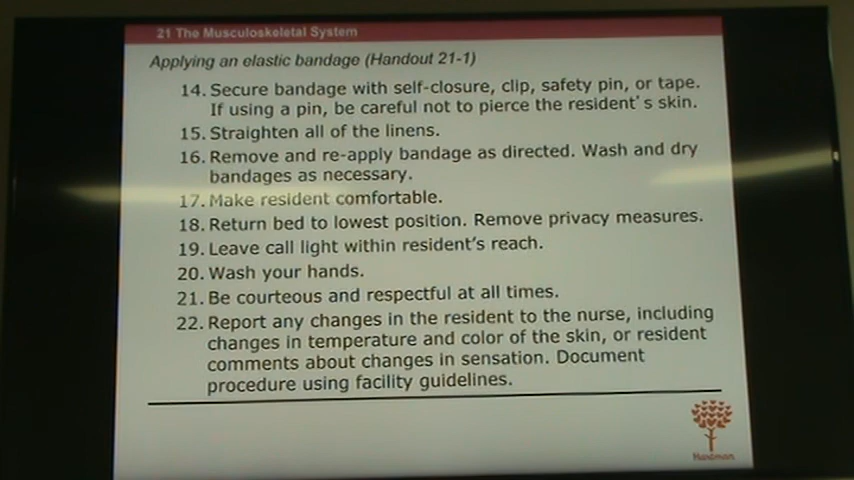 21 The Musculoskeletal System
Applying an elastic bandage (Handout 21-1)
14. Secure bandage with self-closure, clip, safety pin, or tape.
If using a pin, be careful not to pierce the resident's skin.
15. Straighten all of the linens.
16. Remove and re-apply bandage as directed. Wash and dry
bandages as necessary.
17. Make resident comfortable.
18. Return bed to lowest position. Remove privacy measures.
19. Leave call light within resident's reach.
20. Wash your hands.
21. Be courteous and respectful at all times.
22. Report any changes in the resident to the nurse, including
changes in temperature and color of the skin, or resident
comments about changes in sensation. Document
procedure using facility guidelines.
Hartman